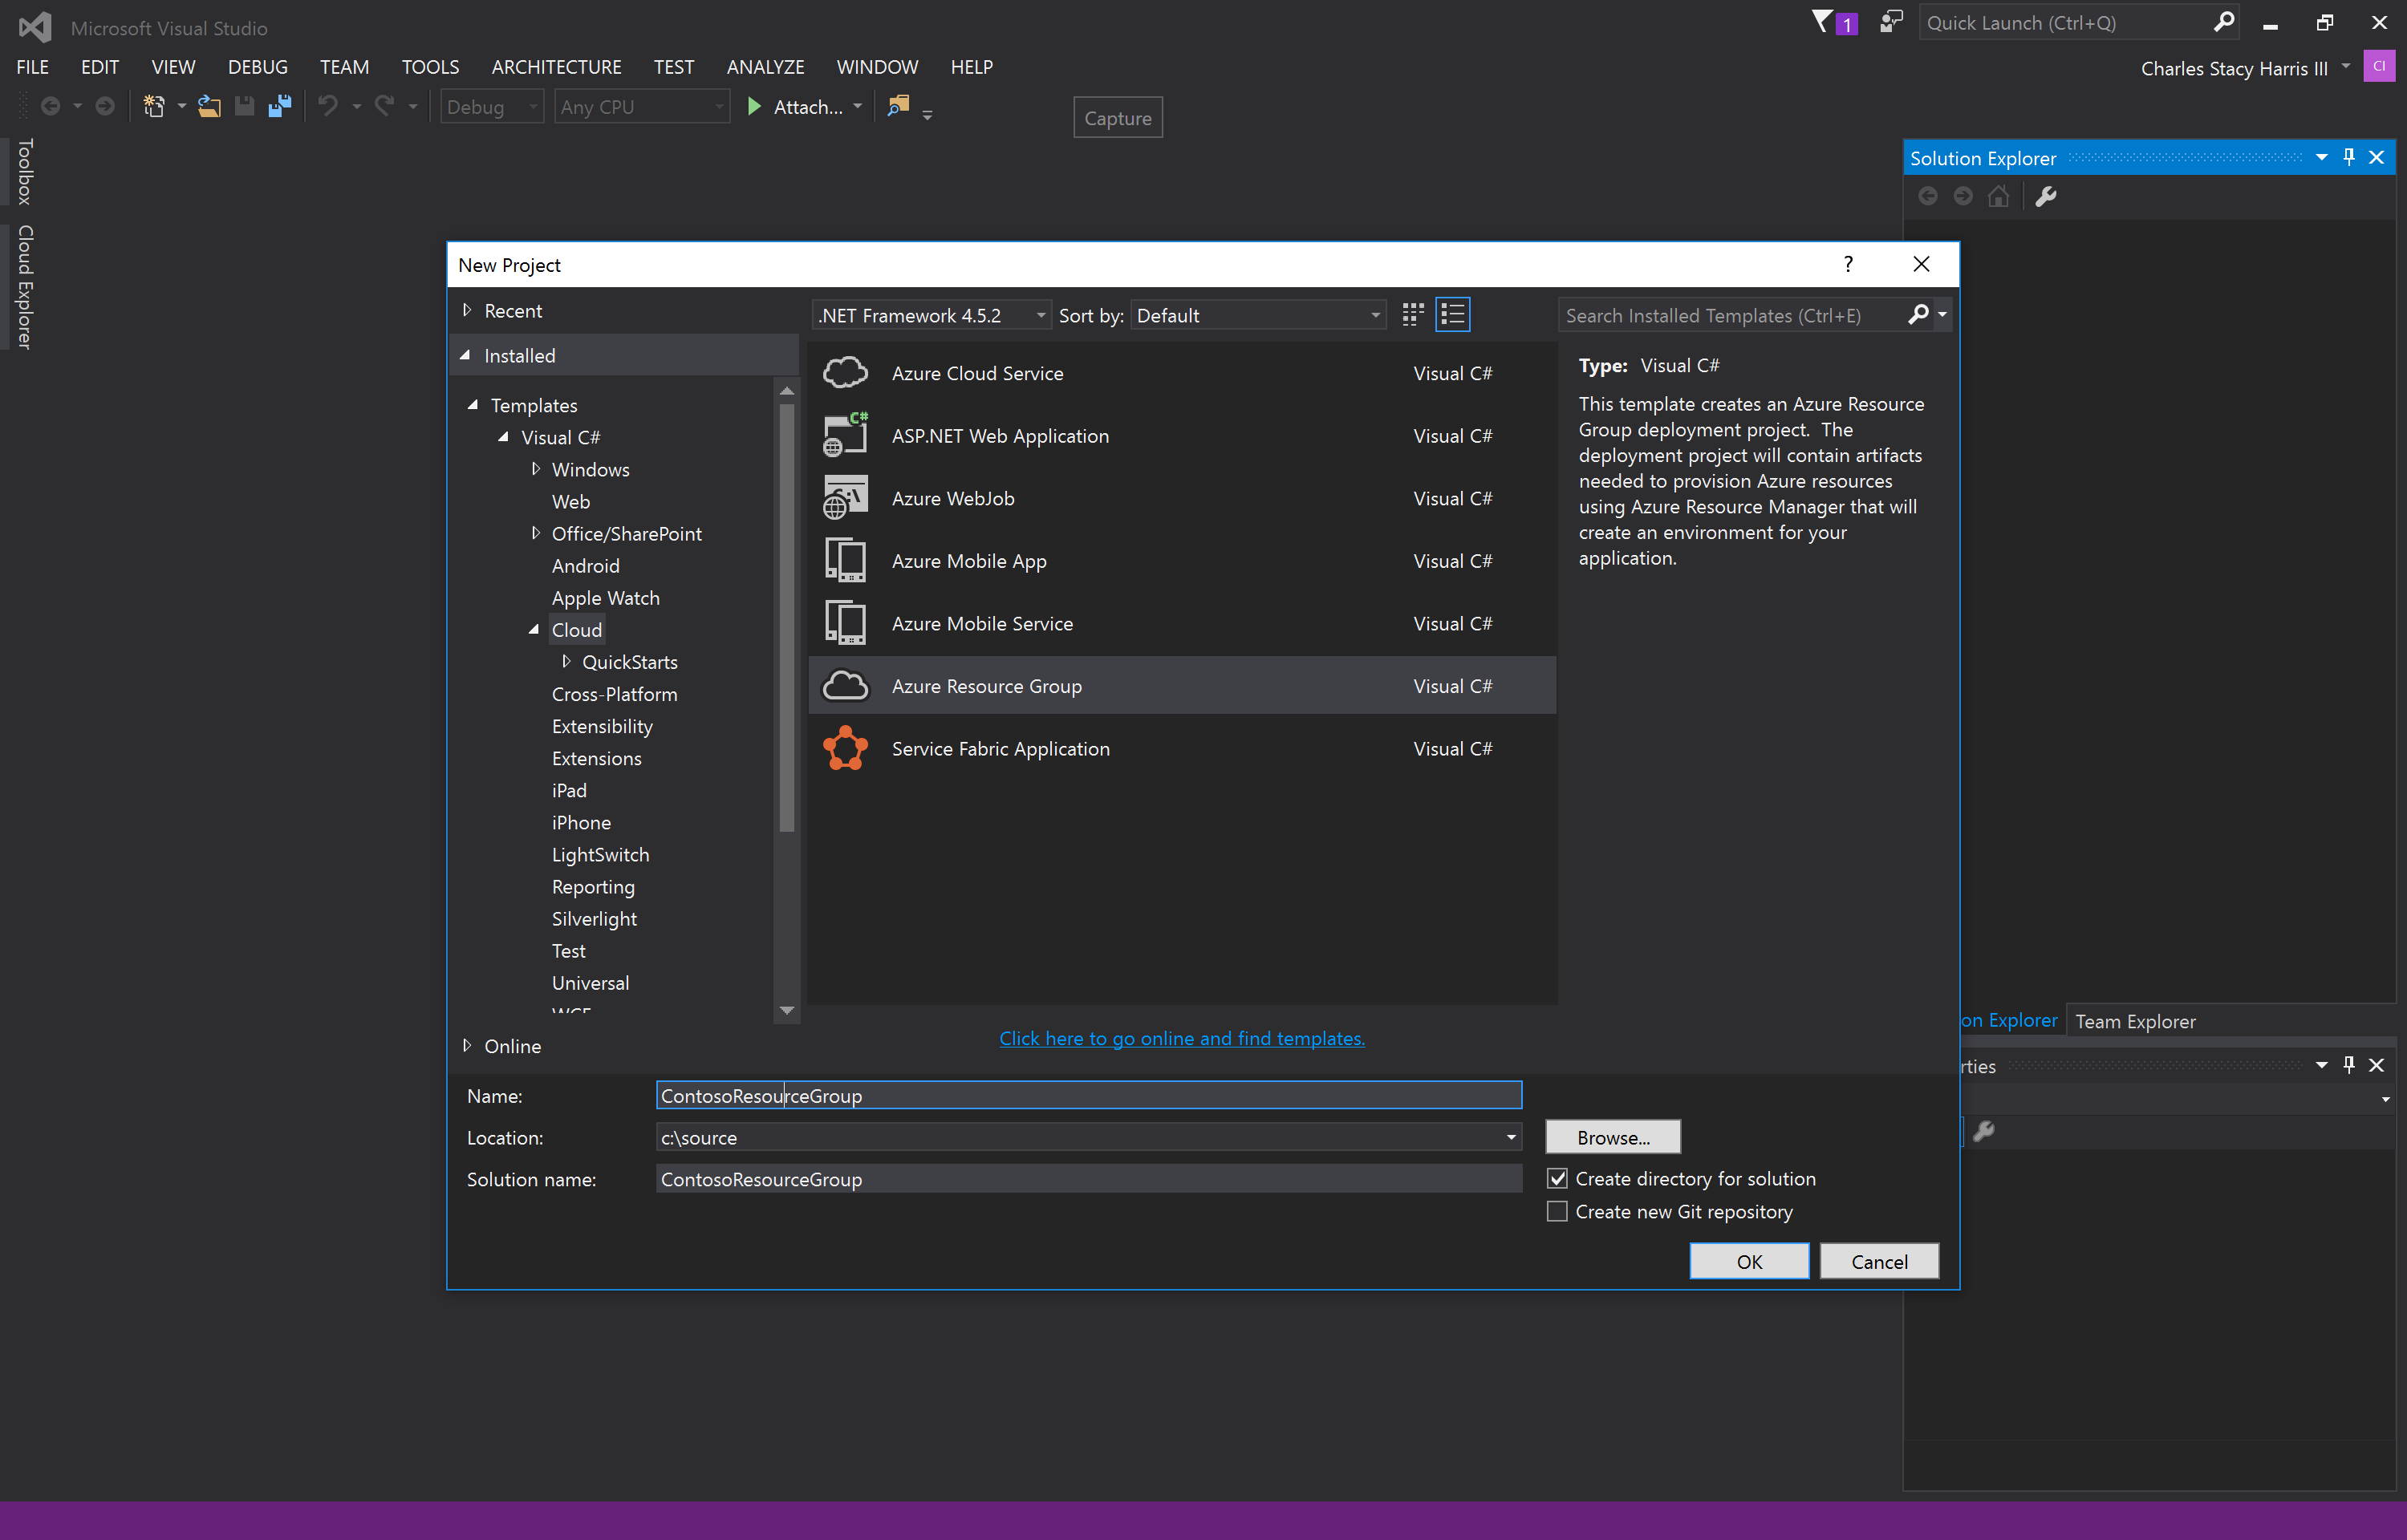 Microsoft Visual Studio
1
Quick Launch (Ctrl+Q)
FILE EDIT VIEW DEBUG TEAM TOOLS ARCHITECTURE TEST ANALYZE WINDOW HELP
Charles Stacy Harris III
CI
Debug
Any CPU
Attach...
Capture
Toolbox
Cloud Explorer
Solution Explorer
New Project
?
Recent
.NET Framework 4.5.2
Sort by: Default
Search Installed Templates (Ctrl+E)
Installed
Templates
Visual C#
Windows
Web
Office/SharePoint
Android
Apple Watch
Cloud
QuickStarts
Cross-Platform
Extensibility
Extensions
iPad
iPhone
LightSwitch
Reporting
Silverlight
Test
Universal
Online
Azure Cloud Service Visual C#
ASP.NET Web Application Visual C#
Azure WebJob Visual C#
Azure Mobile App Visual C#
Azure Mobile Service Visual C#
Azure Resource Group Visual C#
Service Fabric Application Visual C#
Click here to go online and find templates.
Type: Visual C#
This template creates an Azure Resource
Group deployment project. The
deployment project will contain artifacts
needed to provision Azure resources
using Azure Resource Manager that will
create an environment for your
application.
Name: ContosoResourceGroup
Location: c:\source
Browse...
Solution name: ContosoResourceGroup
Create directory for solution
Create new Git repository
OK
Cancel
on Explorer
Team Explorer
rties